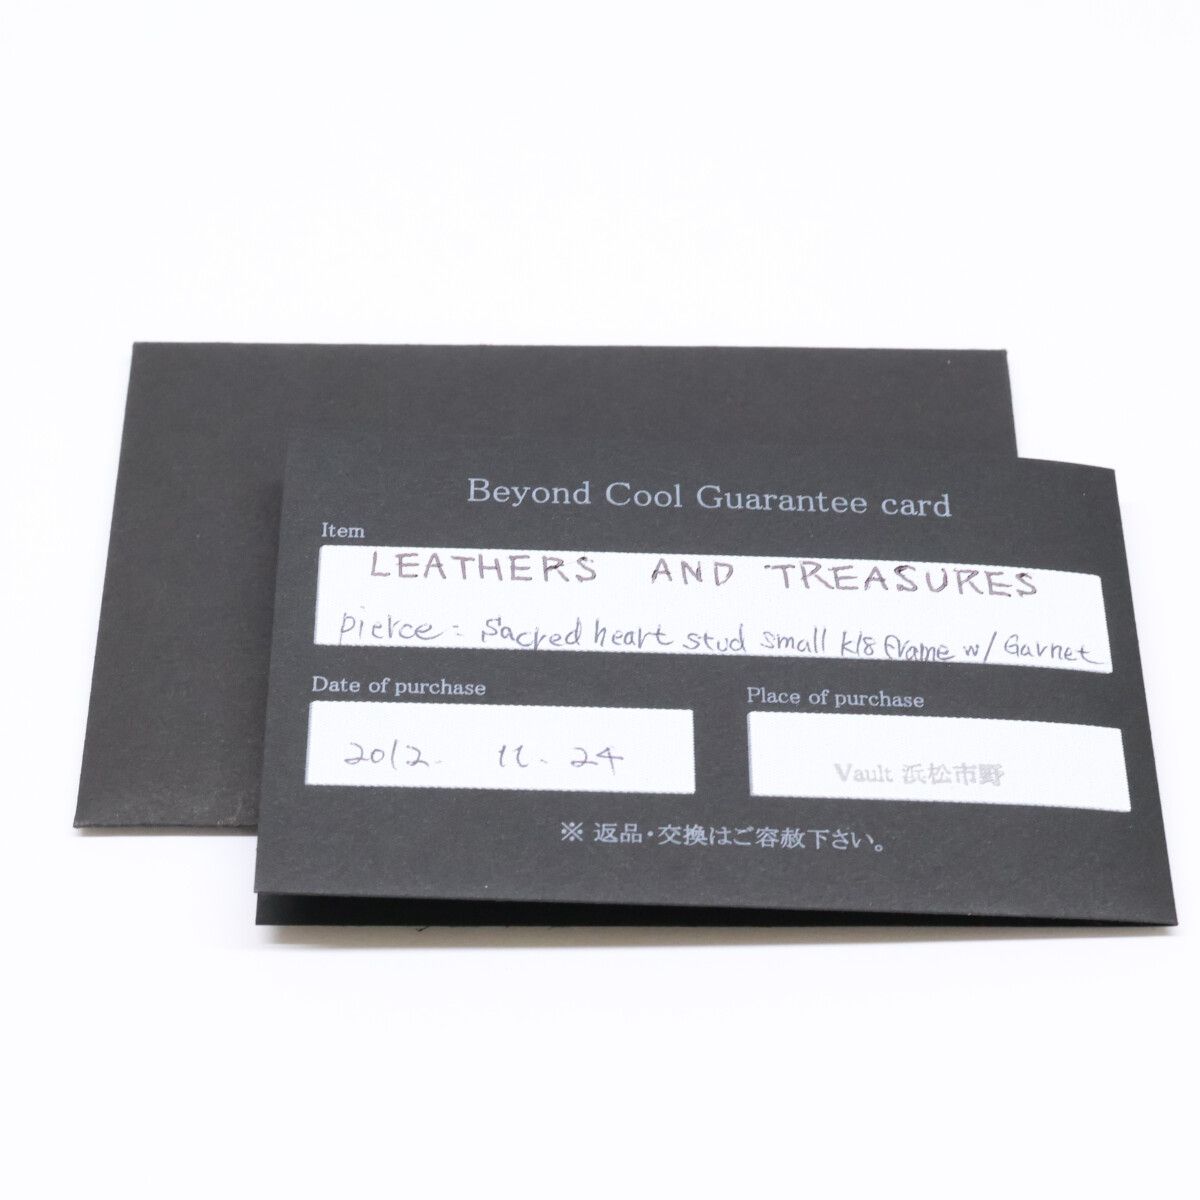 Beyond Cool Guarantee card
Item
LEATHERS AND TREASURES
pierce = Sacred heart stud small k18 frame w/ Garnet
Date of purchase
2012. 11. 24
Place of purchase
Vault 浜松市野
※ 返品・交換はご容赦下さい。